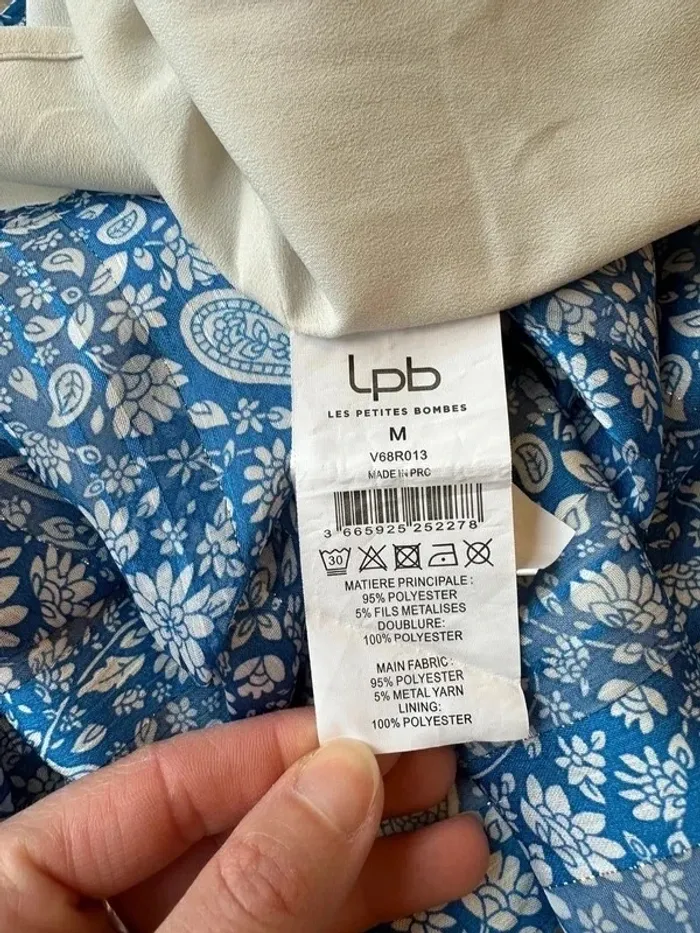 lpb
LES PETITES BOMBES
M
V68R013
MADE IN PRC
3 665925 252278
30
MATIERE PRINCIPALE :
95% POLYESTER
5% FILS METALISES
DOUBLURE:
100% POLYESTER
MAIN FABRIC :
95% POLYESTER
5% METAL YARN
LINING:
100% POLYESTER